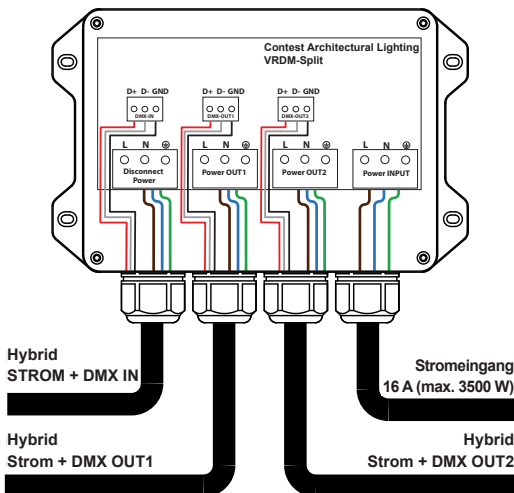 Contest Architectural Lighting
VRDM-Split
D+ D- GND
D+ D- GND
D+ D- GND
DMX-IN
DMX-OUT1
DMX-OUT2
L N ⏚
L N ⏚
L N ⏚
L N ⏚
Disconnect
Power
Power OUT1
Power OUT2
Power INPUT
Hybrid
STROM + DMX IN
Stromeingang
16 A (max. 3500 W)
Hybrid
Strom + DMX OUT1
Hybrid
Strom + DMX OUT2